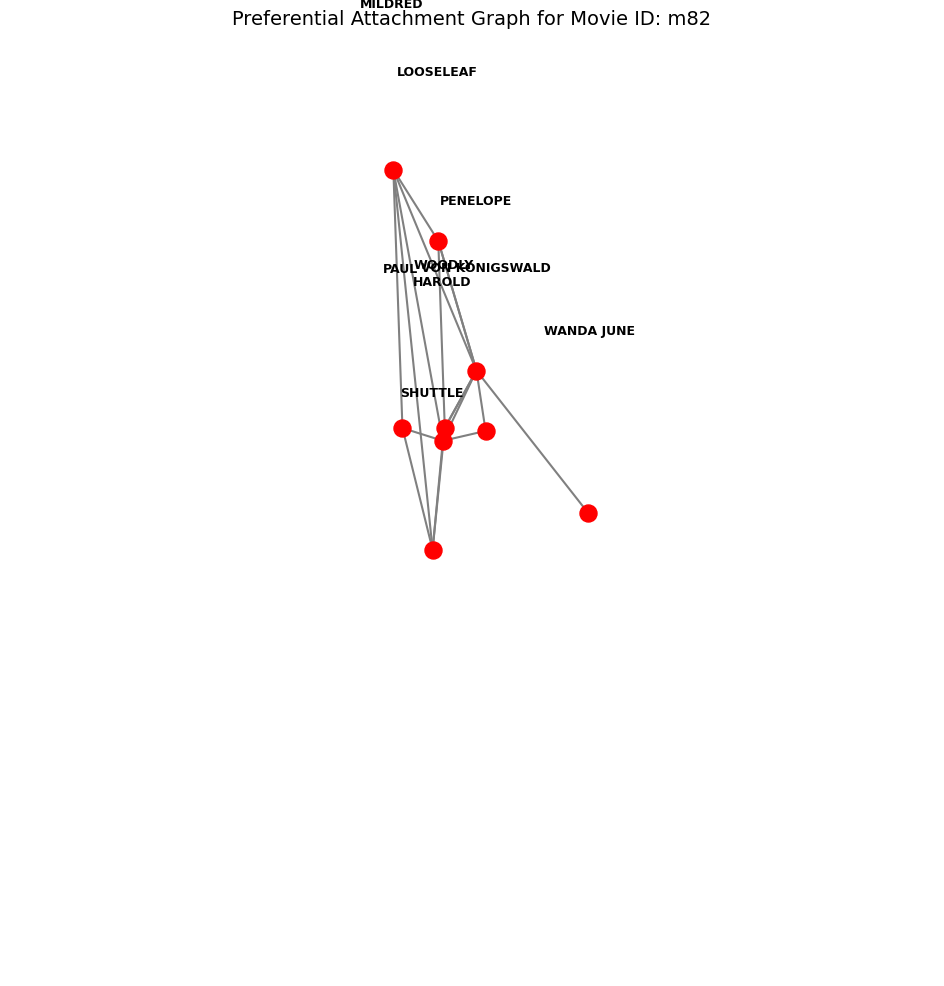 MILDRED
Preferential Attachment Graph for Movie ID: m82
LOOSELEAF
PENELOPE
WOODLY
PAUL VON KONIGSWALD
HAROLD
WANDA JUNE
SHUTTLE